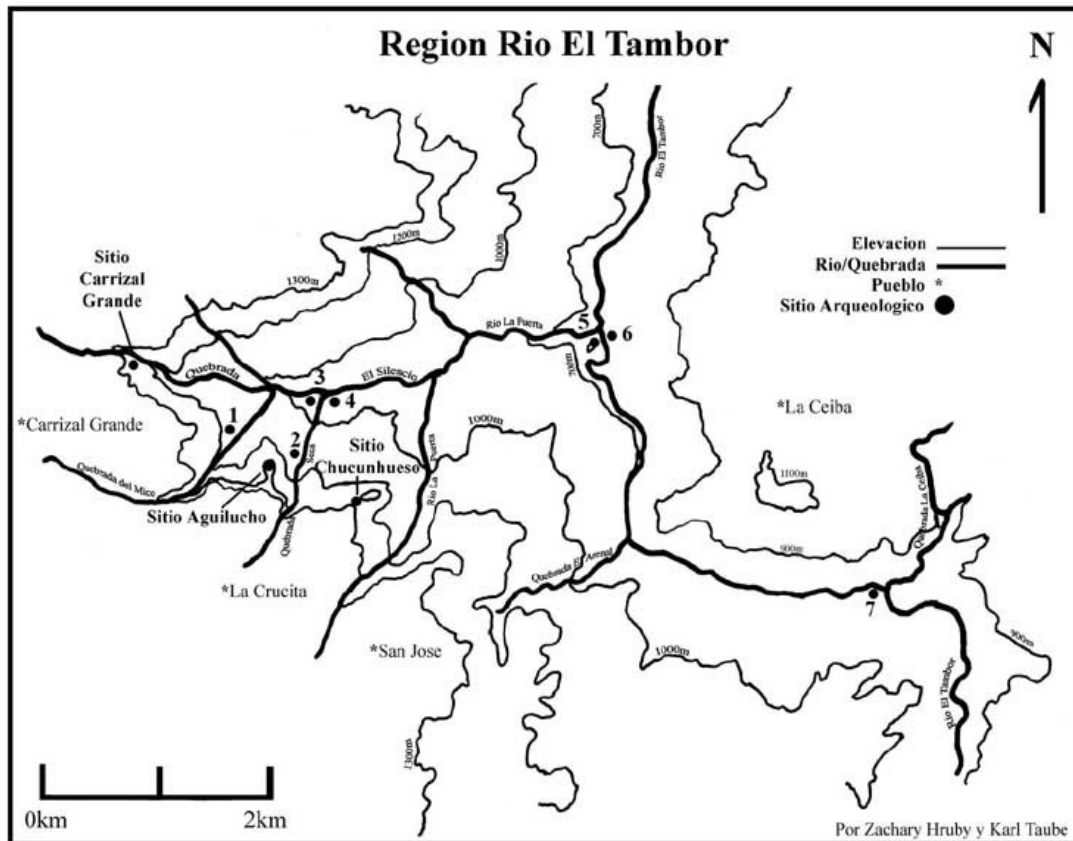 Region Rio El Tambor
N
700m
Rio El Tambor
Elevacion
Rio/Quebrada
Pueblo *
Sitio Arqueologico
1200m
1000m
1300m
Sitio
Carrizal
Grande
5
6
Rio La Puerta
700m
Quebrada
3
El Silencio
4
*Carrizal Grande
1
*La Ceiba
1000m
2
Seca
Sitio
Chucunhueso
Rio La Puerta
Quebrada del Mico
1100m
Quebrada La Ceiba
Sitio Aguilucho
Quebrada
900m
Quebrada El Arenal
*La Crucita
7
900m
*San Jose
1000m
Rio El Tambor
1300m
0km
2km
Por Zachary Hruby y Karl Taube